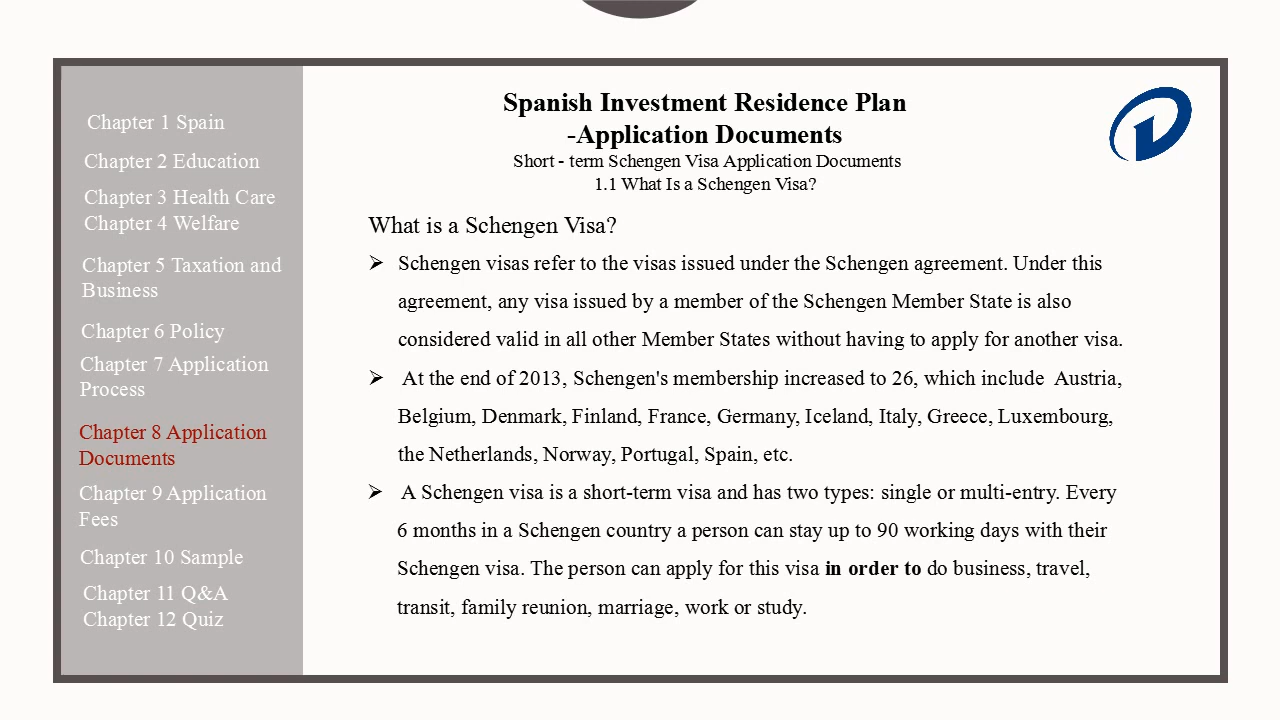 Chapter 1 Spain
Chapter 2 Education
Chapter 3 Health Care
Chapter 4 Welfare
Chapter 5 Taxation and
Business
Chapter 6 Policy
Chapter 7 Application
Process
Chapter 8 Application
Documents
Chapter 9 Application
Fees
Chapter 10 Sample
Chapter 11 Q&A
Chapter 12 Quiz
Spanish Investment Residence Plan
-Application Documents
Short - term Schengen Visa Application Documents
1.1 What Is a Schengen Visa?
What is a Schengen Visa?
➢ Schengen visas refer to the visas issued under the Schengen agreement. Under this
agreement, any visa issued by a member of the Schengen Member State is also
considered valid in all other Member States without having to apply for another visa.
➢ At the end of 2013, Schengen's membership increased to 26, which include  Austria,
Belgium, Denmark, Finland, France, Germany, Iceland, Italy, Greece, Luxembourg,
the Netherlands, Norway, Portugal, Spain, etc.
➢ A Schengen visa is a short-term visa and has two types: single or multi-entry. Every
6 months in a Schengen country a person can stay up to 90 working days with their
Schengen visa. The person can apply for this visa in order to do business, travel,
transit, family reunion, marriage, work or study.